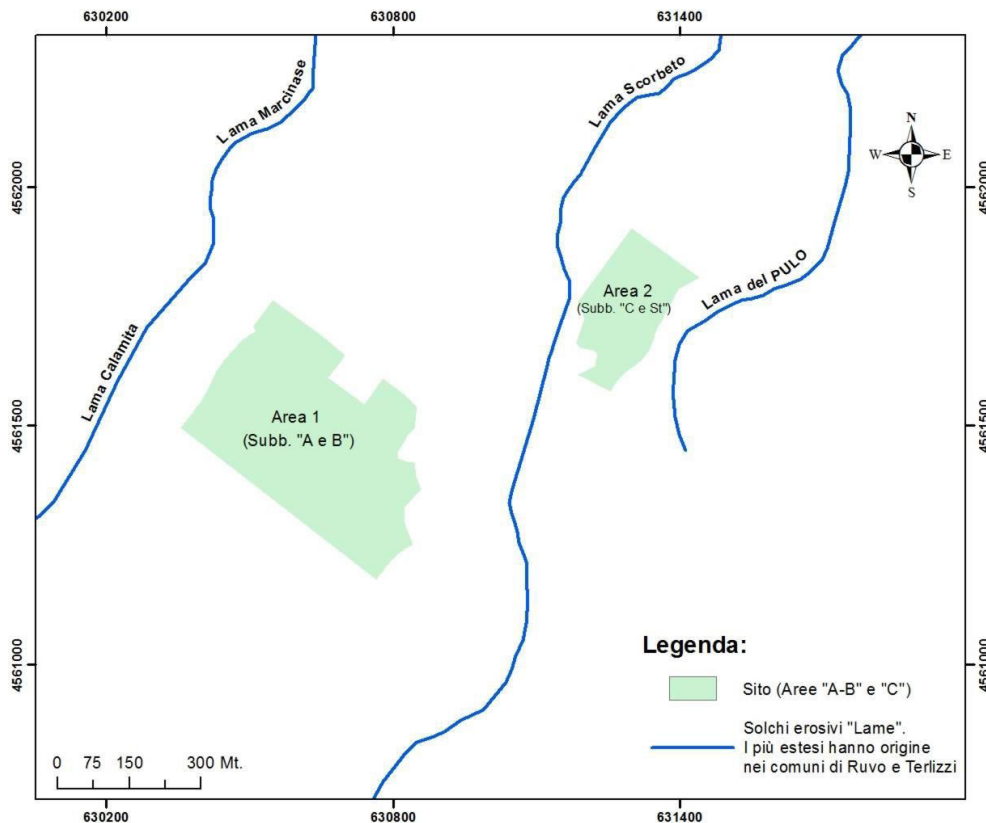 630200
630800
631400
Lama Marcinase
Lama Scorbeto
N
W
E
S
4562000
4562000
Area 2
(Subb. "C e St")
Lama del PULO
Lama Calamita
Area 1
(Subb. "A e B")
4561500
4561500
Legenda:
4561000
4561000
Sito (Aree "A-B" e "C")
Solchi erosivi "Lame".
I più estesi hanno origine
nei comuni di Ruvo e Terlizzi
0 75 150 300 Mt.
630200
630800
631400